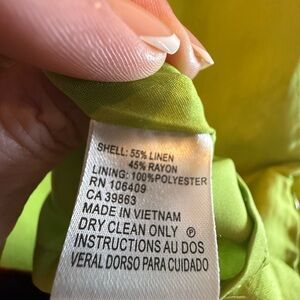 SHELL: 55% LINEN
45% RAYON
LINING: 100%POLYESTER
RN 106409
CA 39863
MADE IN VIETNAM
DRY CLEAN ONLY Ⓟ
INSTRUCTIONS AU DOS
VERAL DORSO PARA CUIDADO